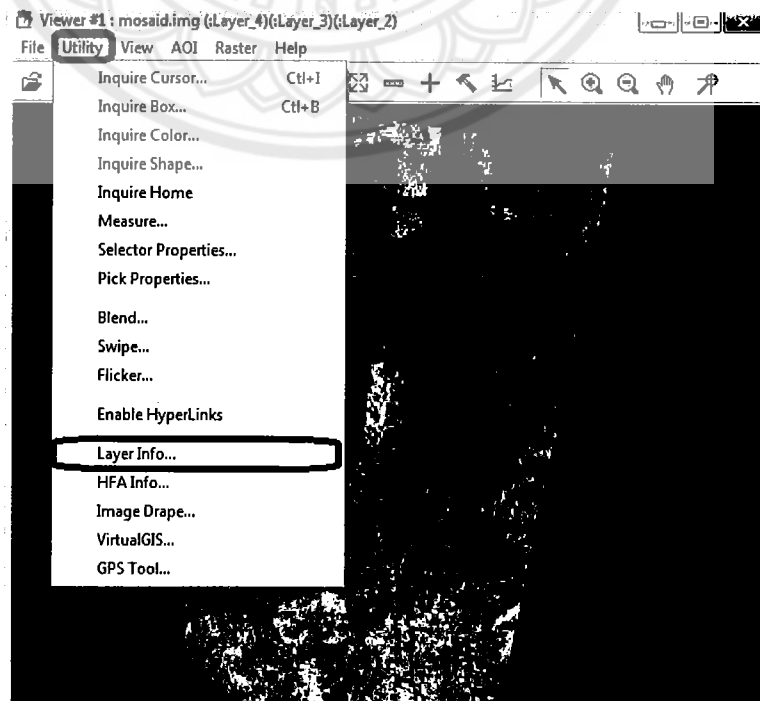 Viewer #1 : mosaid.img (:Layer_4)(:Layer_3)(:Layer_2)
File Utility View AOI Raster Help
Inquire Cursor... Ctl+I
Inquire Box... Ctl+B
Inquire Color...
Inquire Shape...
Inquire Home
Measure...
Selector Properties...
Pick Properties...
Blend...
Swipe...
Flicker...
Enable HyperLinks
Layer Info...
HFA Info...
Image Drape...
VirtualGIS...
GPS Tool...